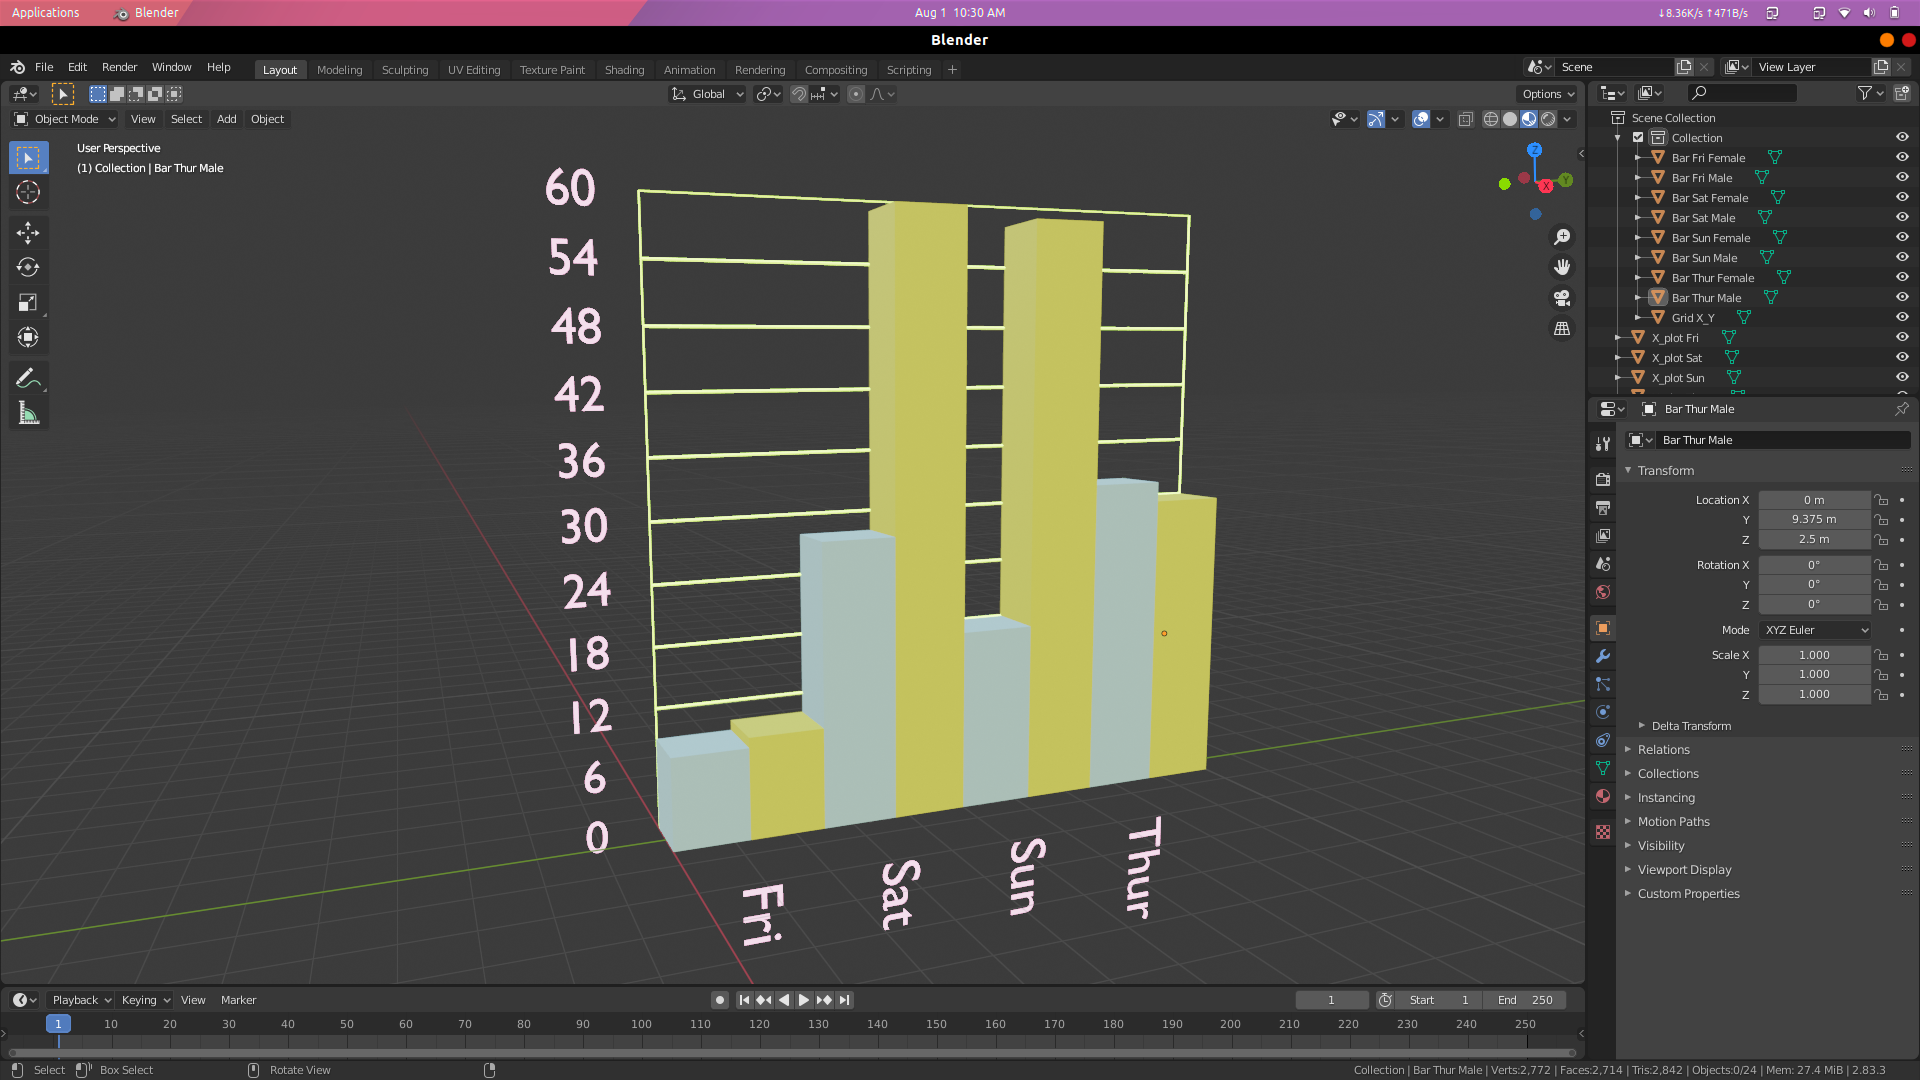 Applications Blender Aug 1 10:30 AM ↓8.36K/s ↑471B/s
Blender
File Edit Render Window Help Layout Modeling Sculpting UV Editing Texture Paint Shading Animation Rendering Compositing Scripting + Scene View Layer
Global Options
Object Mode View Select Add Object
User Perspective
(1) Collection | Bar Thur Male
Z
X
Y
60
54
48
42
36
30
24
18
12
6
0
Fri
Sat
Sun
Thur
Scene Collection
Collection
Bar Fri Female
Bar Fri Male
Bar Sat Female
Bar Sat Male
Bar Sun Female
Bar Sun Male
Bar Thur Female
Bar Thur Male
Grid X_Y
X_plot Fri
X_plot Sat
X_plot Sun
Bar Thur Male
Bar Thur Male
Transform
Location X 0 m
Y 9.375 m
Z 2.5 m
Rotation X 0°
Y 0°
Z 0°
Mode XYZ Euler
Scale X 1.000
Y 1.000
Z 1.000
Delta Transform
Relations
Collections
Instancing
Motion Paths
Visibility
Viewport Display
Custom Properties
Playback Keying View Marker 1 Start 1 End 250
1 10 20 30 40 50 60 70 80 90 100 110 120 130 140 150 160 170 180 190 200 210 220 230 240 250
Select Box Select Rotate View Collection | Bar Thur Male | Verts:2,772 | Faces:2,714 | Tris:2,842 | Objects:0/24 | Mem: 27.4 MiB | 2.83.3